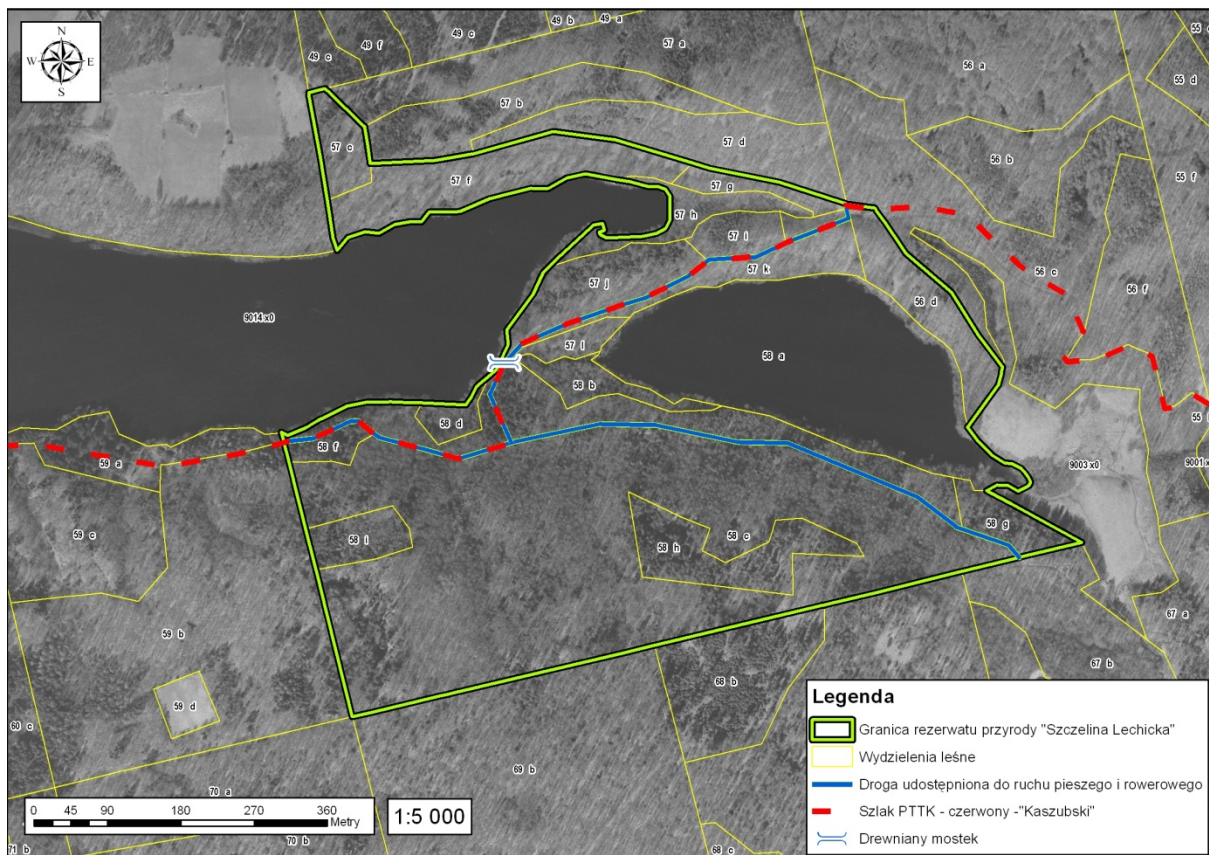 N
W E
S
49 b
49 a
49 c
49 f
49 c
57 a
56 a
55 d
57 b
57 d
57 c
56 b
55 f
57 f
57 g
57 h
57 i
57 k
56 c
56 f
57 j
56 d
9014 x0
57 l
58 a
58 b
58 d
58 f
59 a
9003 x0
9001 x
59 c
58 g
58 c
58 h
58 i
59 b
67 a
67 b
68 b
59 d
60 c
69 b
70 a
70 b
71 b
68 c
0 45 90 180 270 360
Metry
1:5 000
Legenda
Granica rezerwatu przyrody "Szczelina Lechicka"
Wydzielenia leśne
Droga udostępniona do ruchu pieszego i rowerowego
Szlak PTTK - czerwony -"Kaszubski"
Drewniany mostek